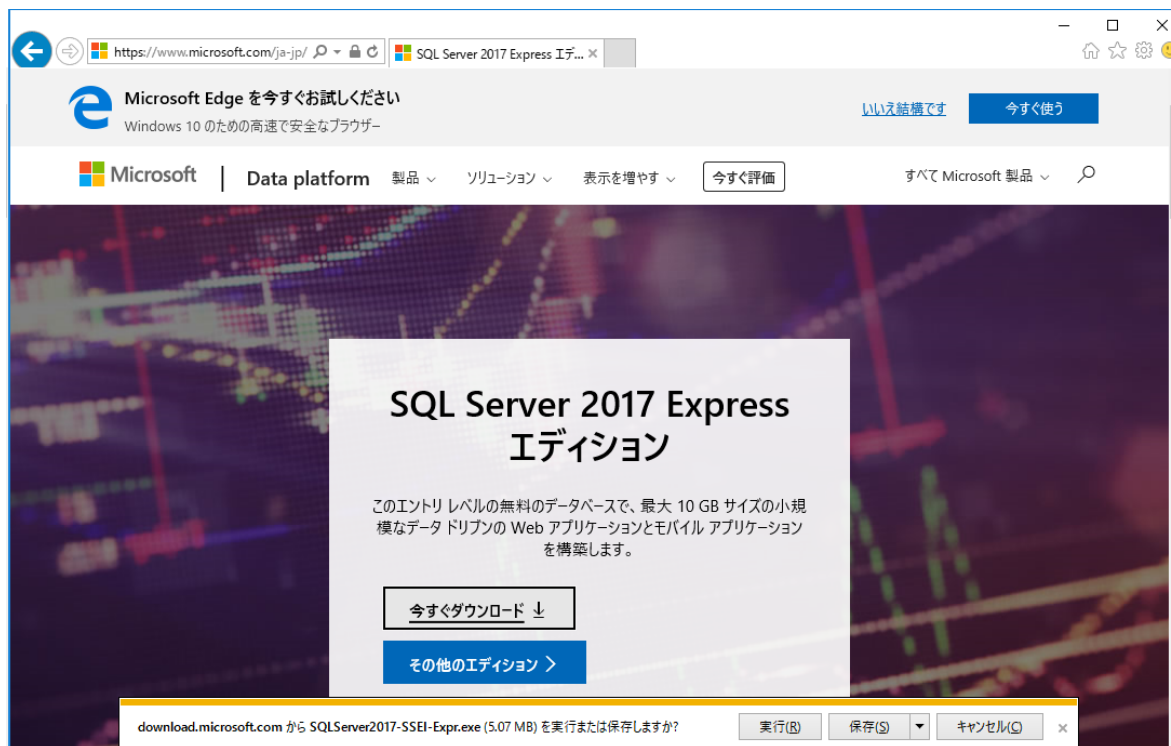 https://www.microsoft.com/ja-jp/
SQL Server 2017 Express エデ...
Microsoft Edge を今すぐお試しください
Windows 10 のための高速で安全なブラウザー
いいえ結構です
今すぐ使う
Microsoft
Data platform
製品
ソリューション
表示を増やす
今すぐ評価
すべて Microsoft 製品
SQL Server 2017 Express
エディション
このエントリ レベルの無料のデータベースで、最大 10 GB サイズの小規
模なデータ ドリブンの Web アプリケーションとモバイル アプリケーション
を構築します。
今すぐダウンロード
その他のエディション
download.microsoft.com から SQLServer2017-SSEI-Expr.exe (5.07 MB) を実行または保存しますか?
実行(R)
保存(S)
キャンセル(C)